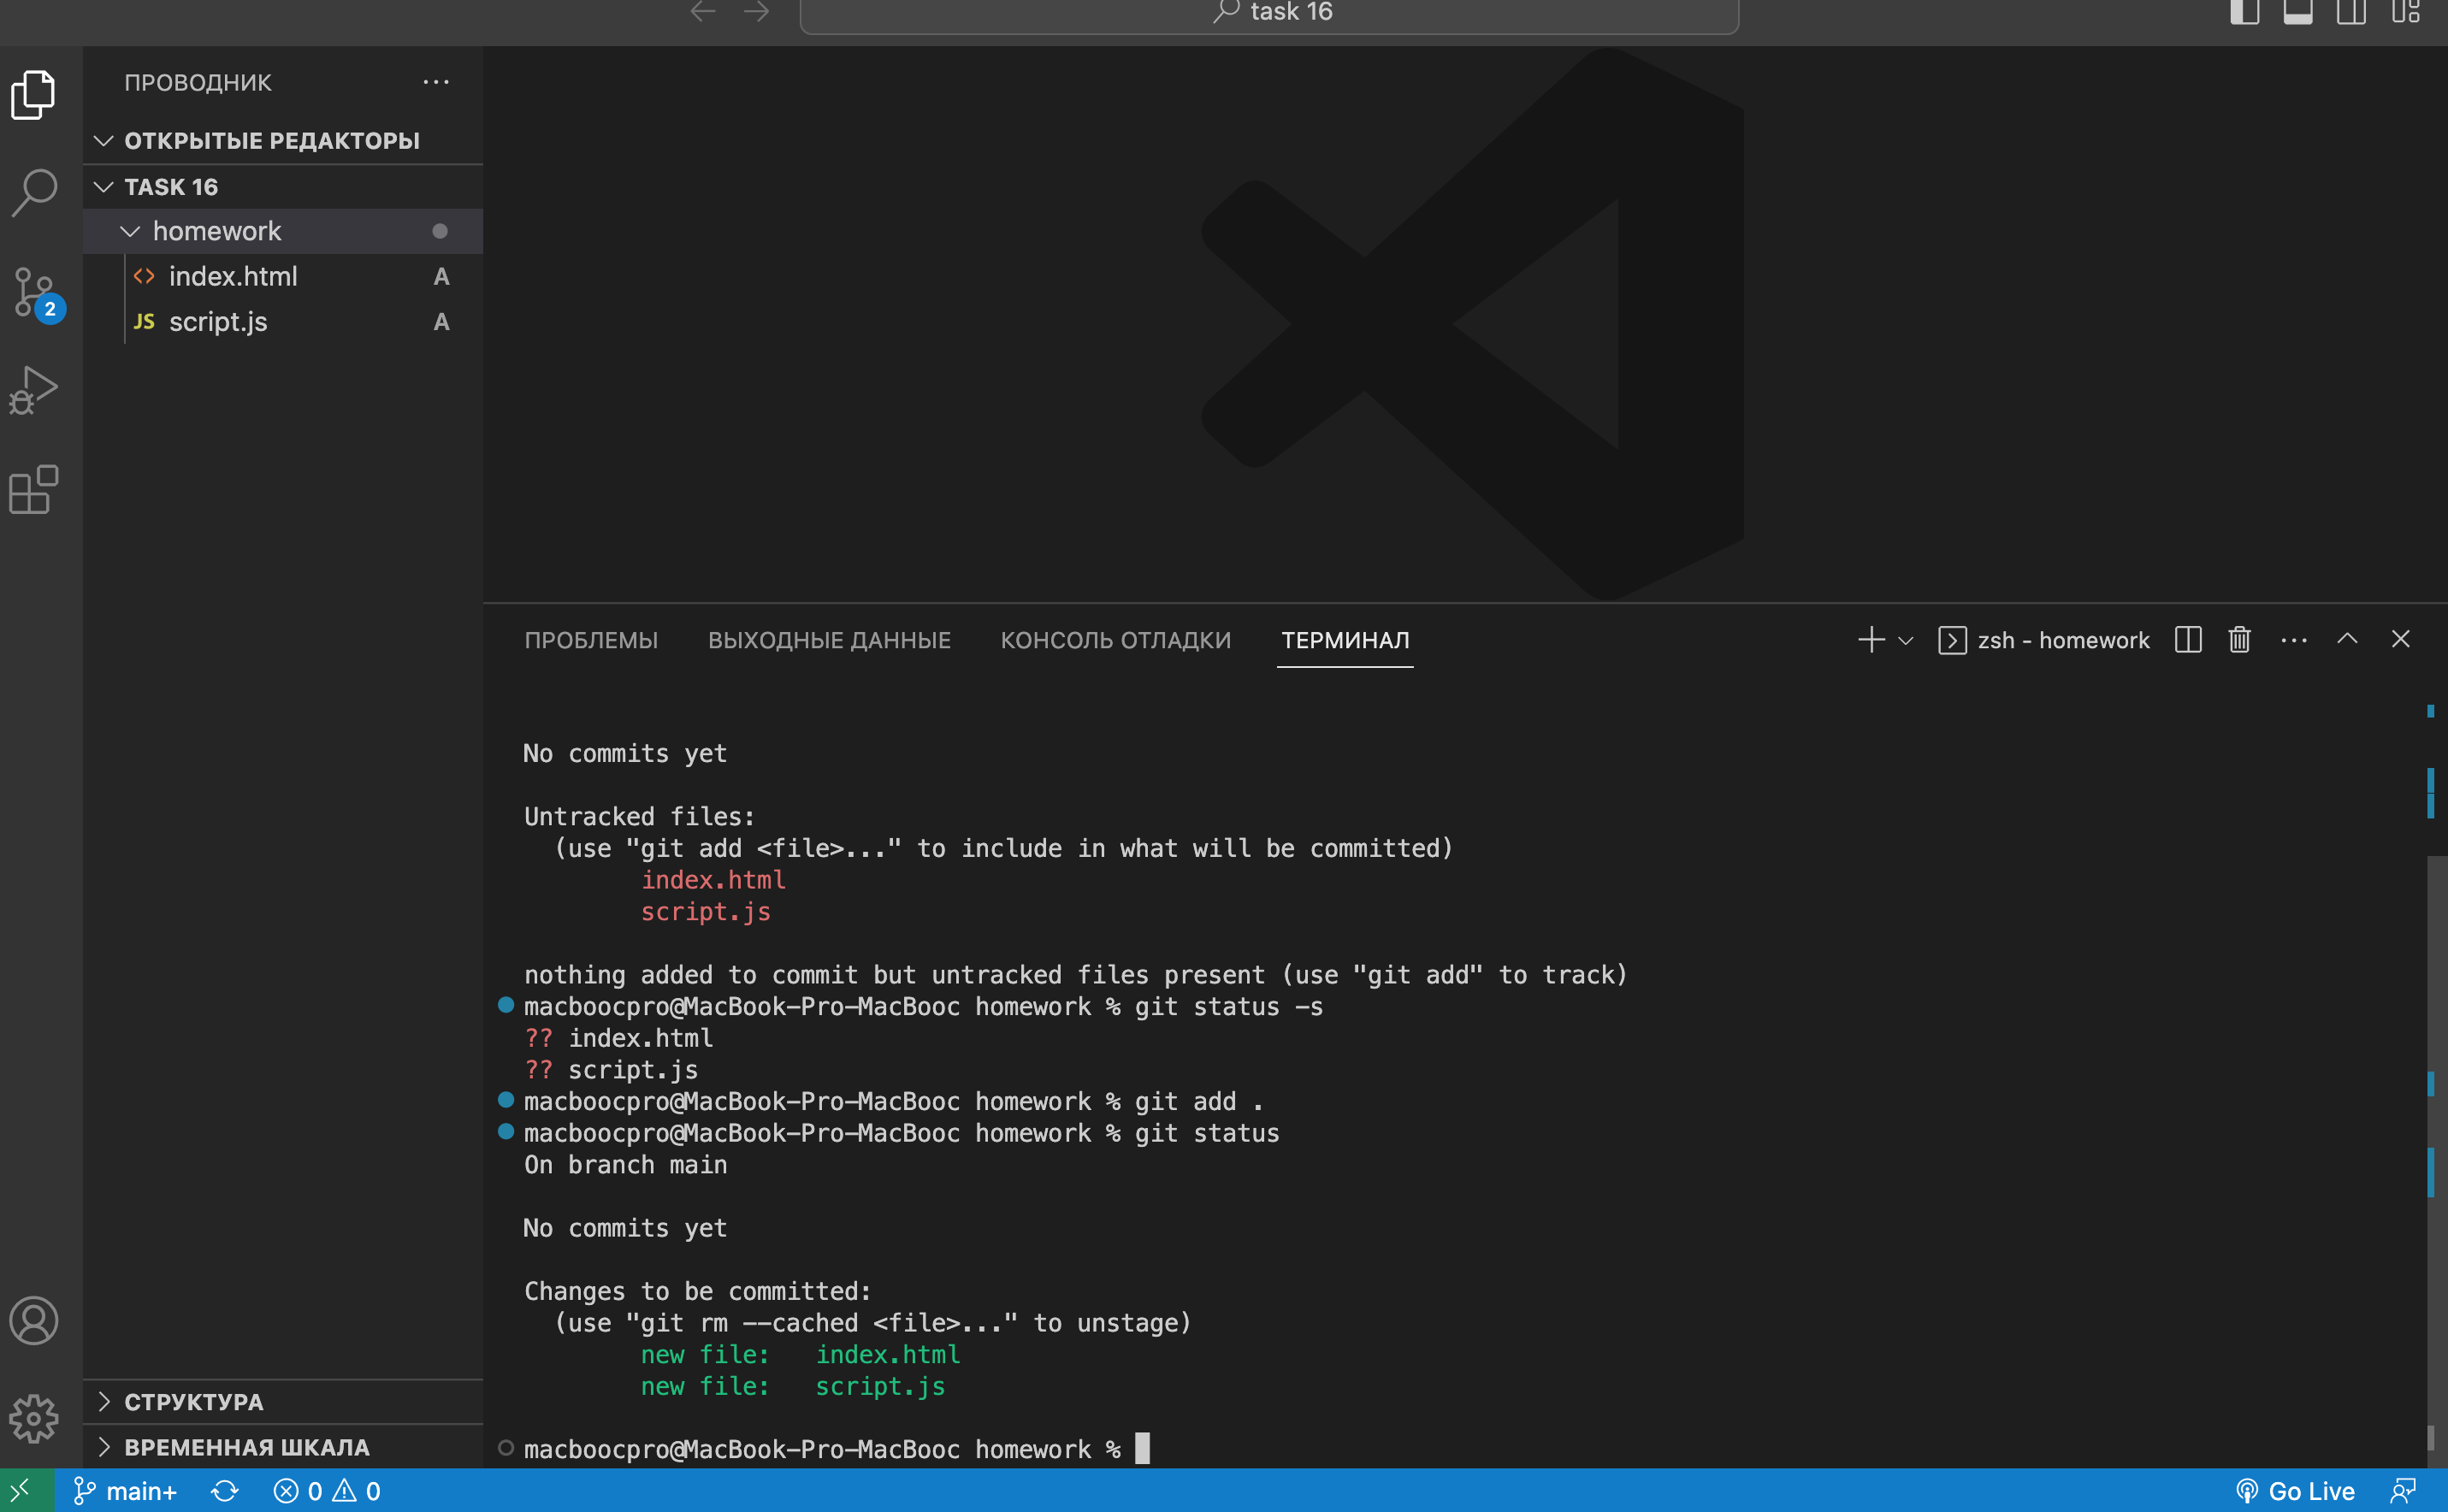 task 16
ПРОВОДНИК
ОТКРЫТЫЕ РЕДАКТОРЫ
TASK 16
homework
index.html A
2
JS script.js A
ПРОБЛЕМЫ ВЫХОДНЫЕ ДАННЫЕ КОНСОЛЬ ОТЛАДКИ ТЕРМИНАЛ zsh - homework
No commits yet
Untracked files:
(use "git add <file>..." to include in what will be committed)
index.html
script.js
nothing added to commit but untracked files present (use "git add" to track)
macboocpro@MacBook-Pro-MacBooc homework % git status -s
?? index.html
?? script.js
macboocpro@MacBook-Pro-MacBooc homework % git add .
macboocpro@MacBook-Pro-MacBooc homework % git status
On branch main
No commits yet
Changes to be committed:
(use "git rm --cached <file>..." to unstage)
new file: index.html
new file: script.js
macboocpro@MacBook-Pro-MacBooc homework %
СТРУКТУРА
ВРЕМЕННАЯ ШКАЛА
main+ 0 0 Go Live